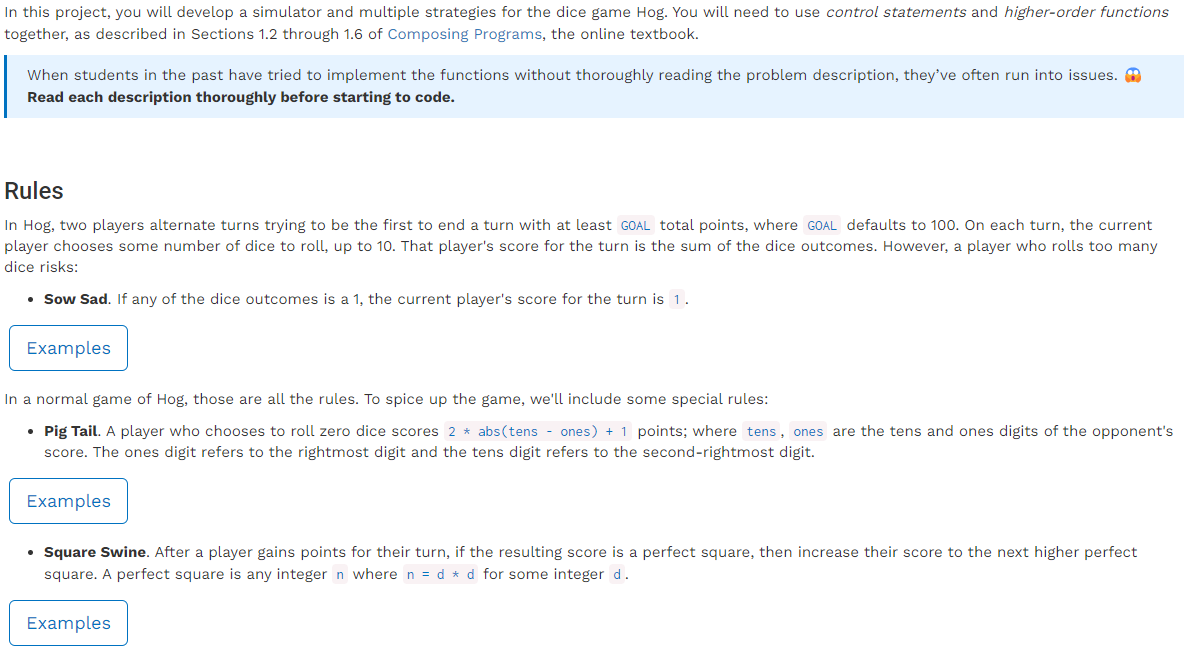 In this project, you will develop a simulator and multiple strategies for the dice game Hog. You will need to use control statements and higher-order functions
together, as described in Sections 1.2 through 1.6 of Composing Programs, the online textbook.
When students in the past have tried to implement the functions without thoroughly reading the problem description, they've often run into issues. 😱
Read each description thoroughly before starting to code.
Rules
In Hog, two players alternate turns trying to be the first to end a turn with at least GOAL total points, where GOAL defaults to 100. On each turn, the current
player chooses some number of dice to roll, up to 10. That player's score for the turn is the sum of the dice outcomes. However, a player who rolls too many
dice risks:
• Sow Sad. If any of the dice outcomes is a 1, the current player's score for the turn is 1.
Examples
In a normal game of Hog, those are all the rules. To spice up the game, we'll include some special rules:
• Pig Tail. A player who chooses to roll zero dice scores 2 * abs(tens - ones) + 1 points; where tens, ones are the tens and ones digits of the opponent's
score. The ones digit refers to the rightmost digit and the tens digit refers to the second-rightmost digit.
Examples
• Square Swine. After a player gains points for their turn, if the resulting score is a perfect square, then increase their score to the next higher perfect
square. A perfect square is any integer n where n = d * d for some integer d.
Examples